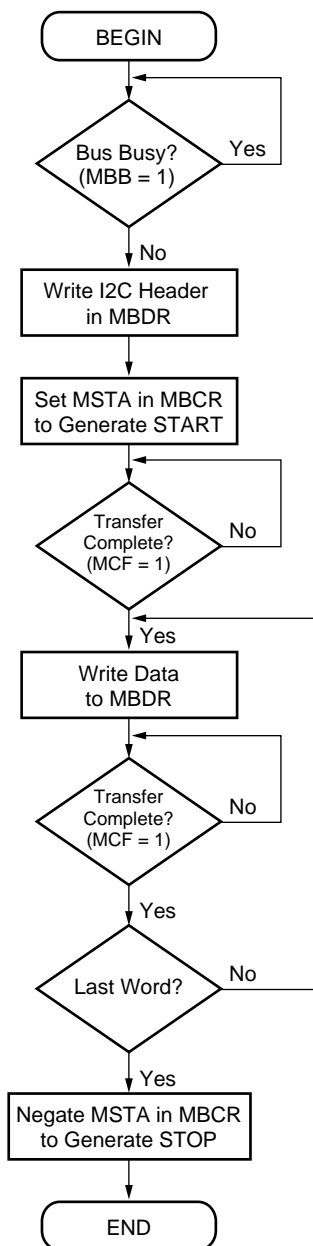 BEGIN
Bus Busy?
(MBB = 1)
Yes
No
Write I2C Header
in MBDR
Set MSTA in MBCR
to Generate START
Transfer
Complete?
(MCF = 1)
No
Yes
Write Data
to MBDR
Transfer
Complete?
(MCF = 1)
No
Yes
Last Word?
No
Yes
Negate MSTA in MBCR
to Generate STOP
END